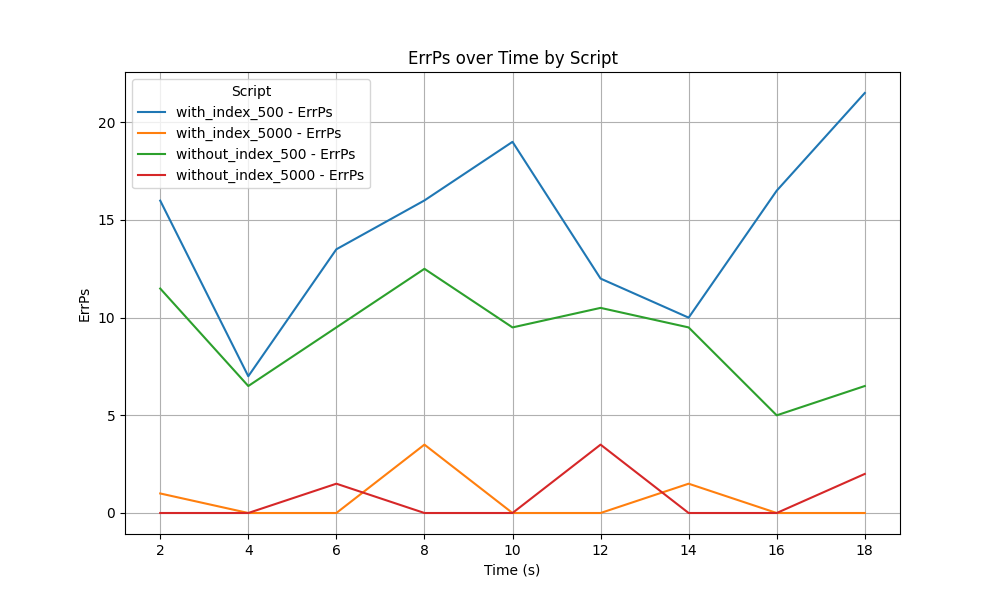 ErrPs over Time by Script
Script
with_index_500 - ErrPs
with_index_5000 - ErrPs
without_index_500 - ErrPs
without_index_5000 - ErrPs
ErrPs
20
15
10
5
0
2 4 6 8 10 12 14 16 18
Time (s)